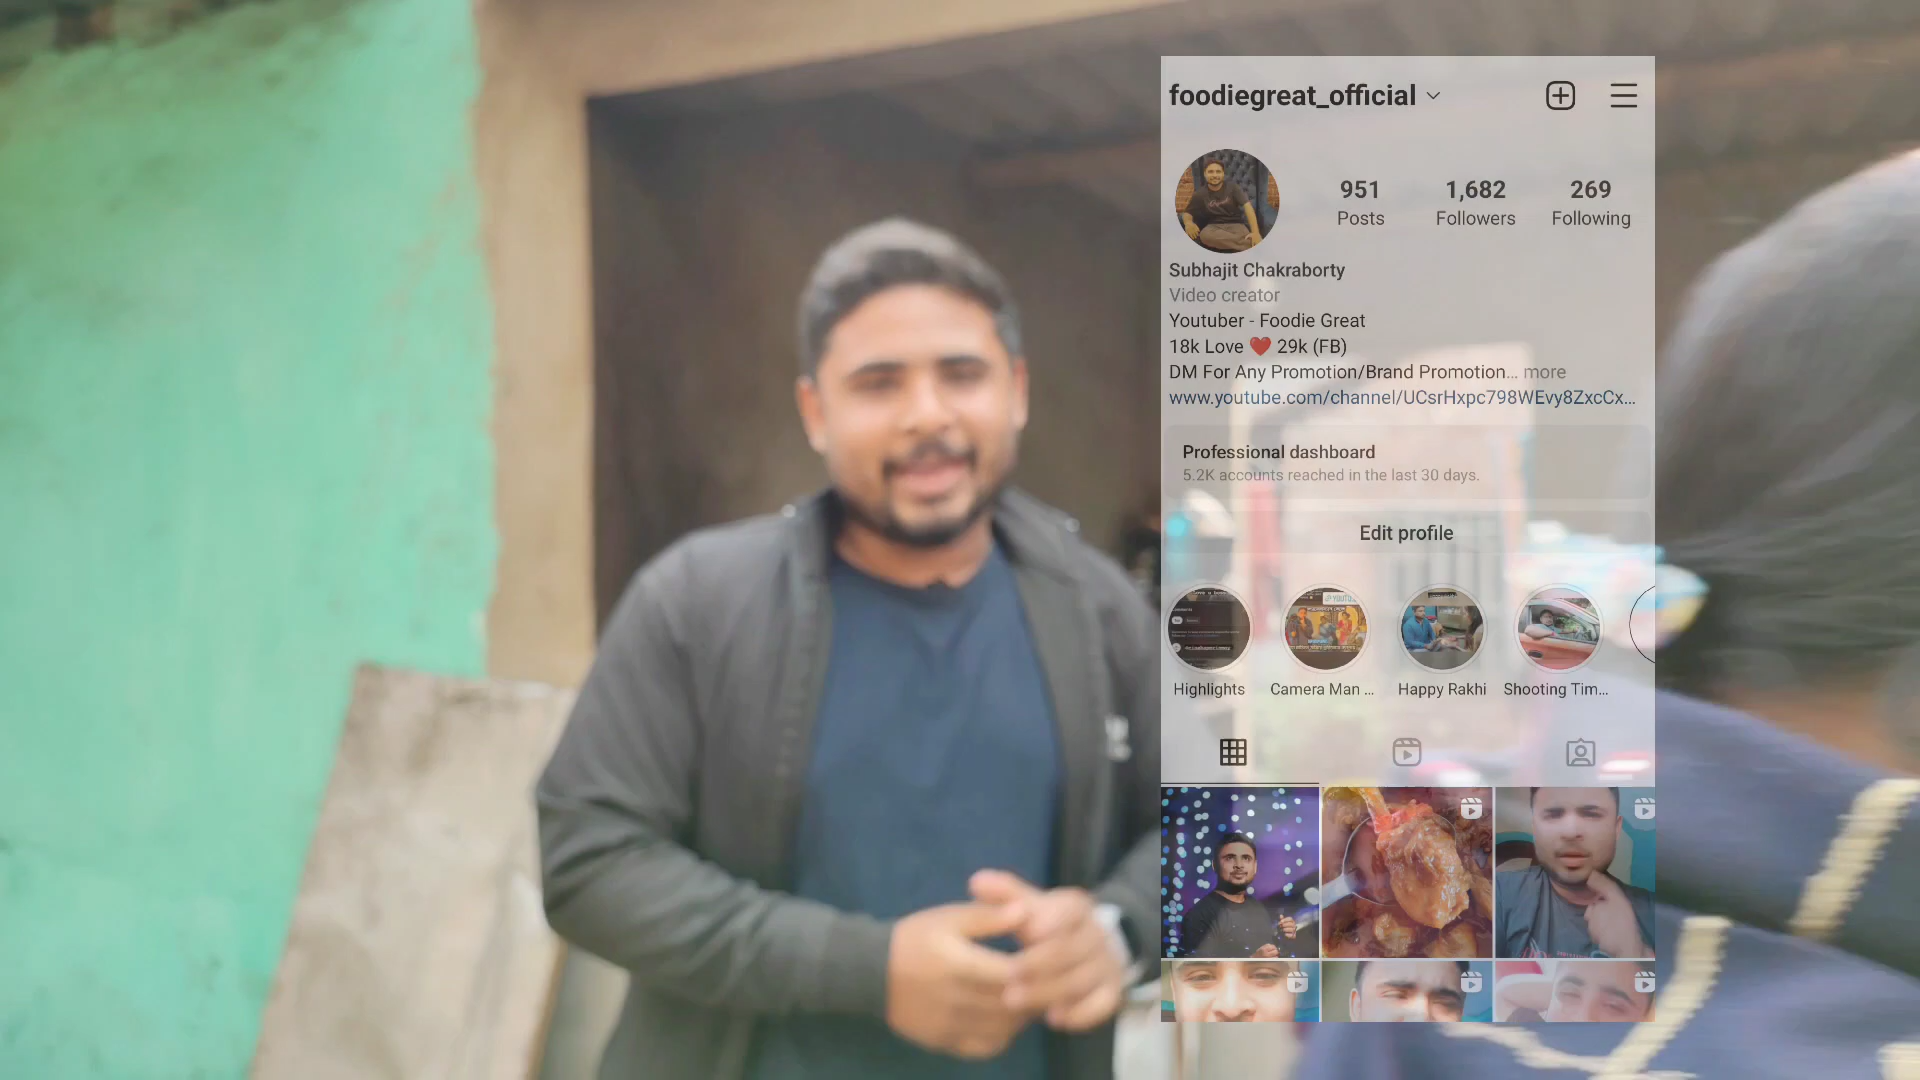 foodiegreat_official
951 1,682 269
Posts Followers Following
Subhajit Chakraborty
Video creator
Youtuber - Foodie Great
18k Love ❤️ 29k (FB)
DM For Any Promotion/Brand Promotion... more
www.youtube.com/channel/UCsrHxpc798WEvy8ZxcCx...
Professional dashboard
5.2K accounts reached in the last 30 days.
Edit profile
Highlights Camera Man ... Happy Rakhi Shooting Tim...